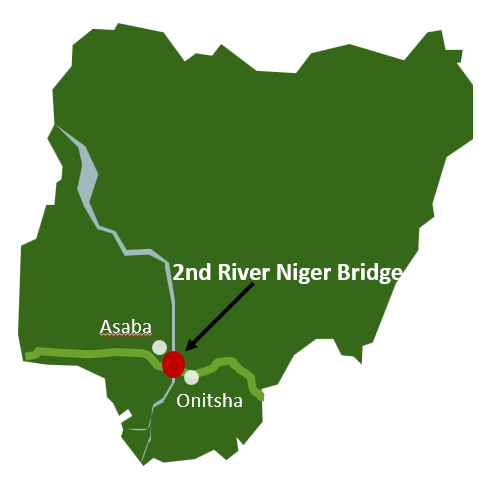 2nd River Niger Bridge
Asaba
Onitsha